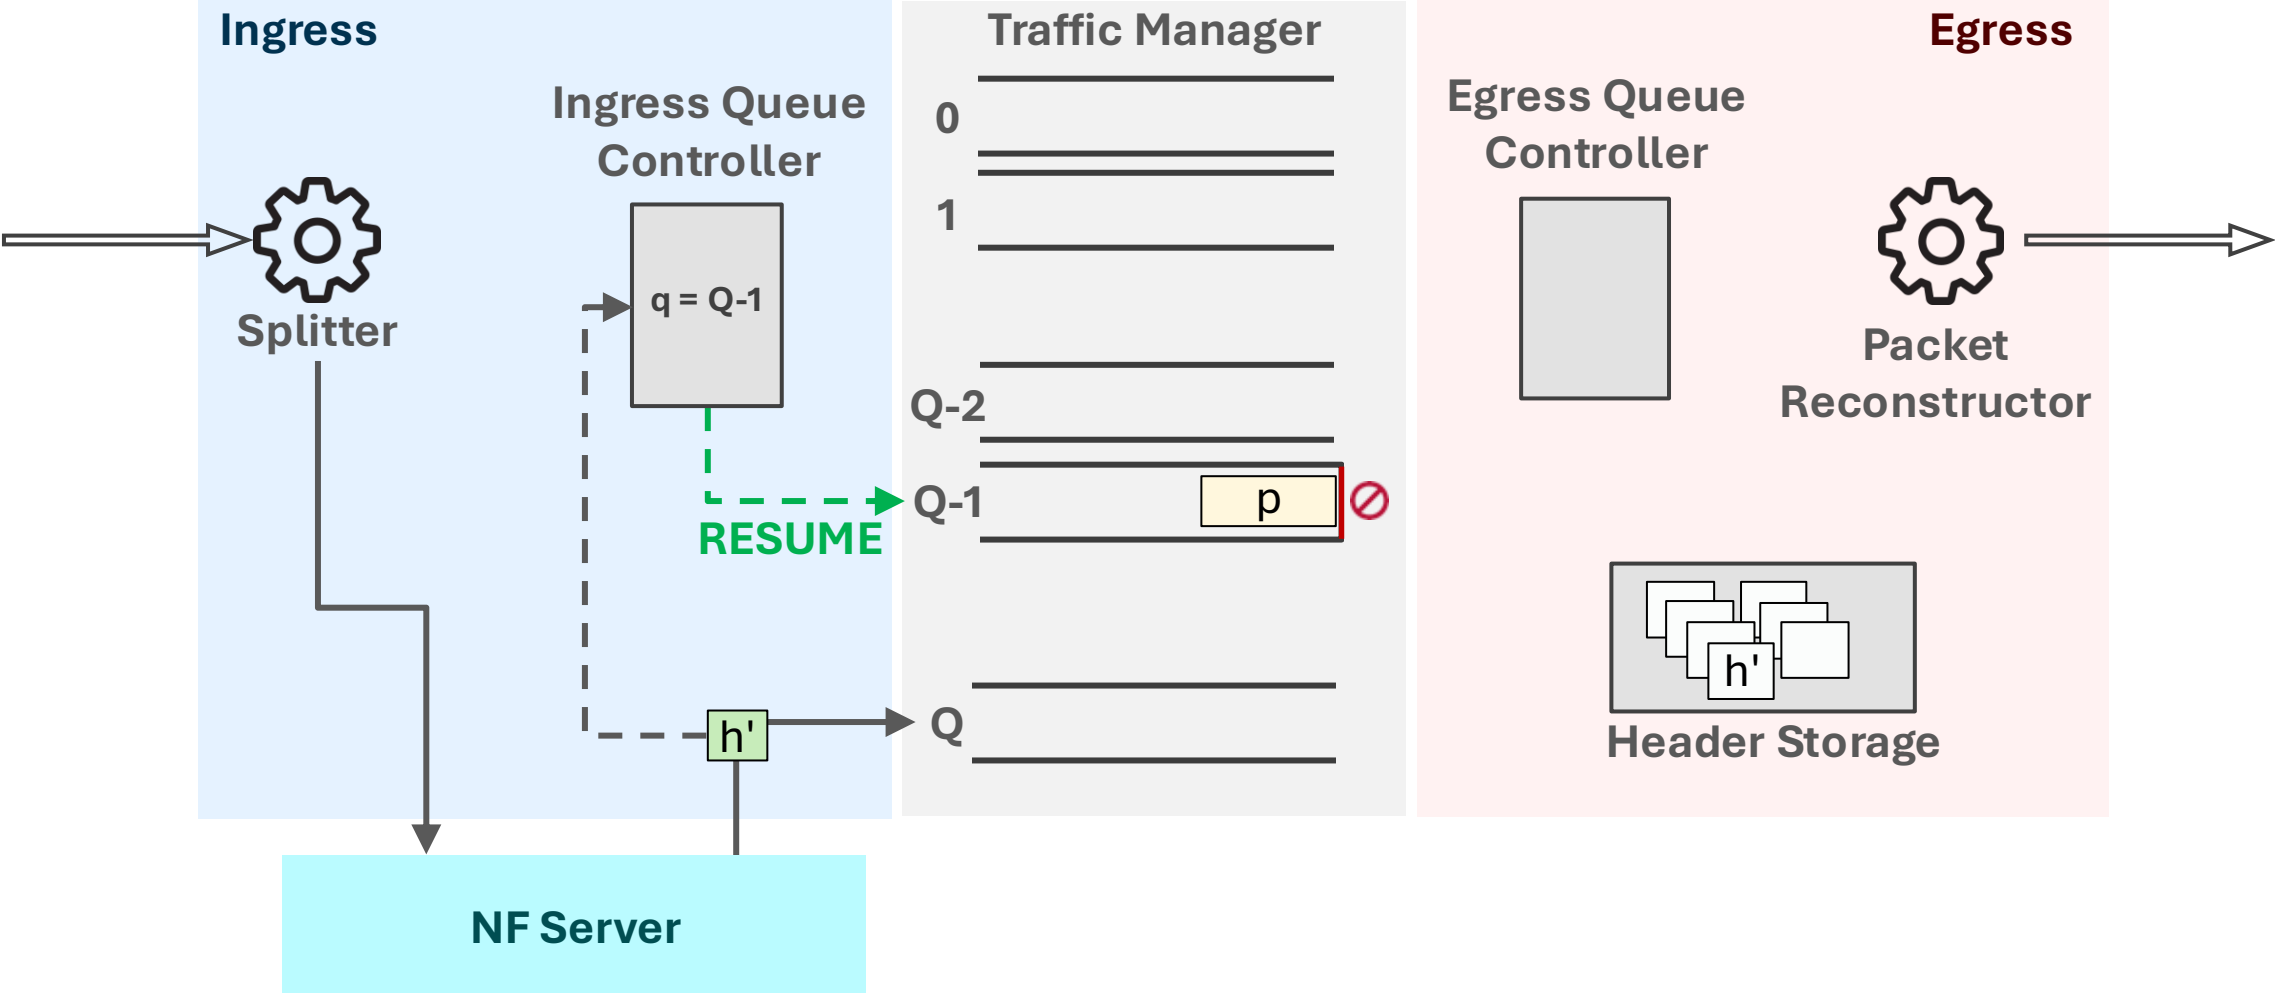 Ingress
Traffic Manager
Egress
Ingress Queue
Controller
Egress Queue
Controller
0
1
q = Q-1
Splitter
Packet
Reconstructor
Q-2
Q-1
p
RESUME
h'
h'
Q
Header Storage
NF Server